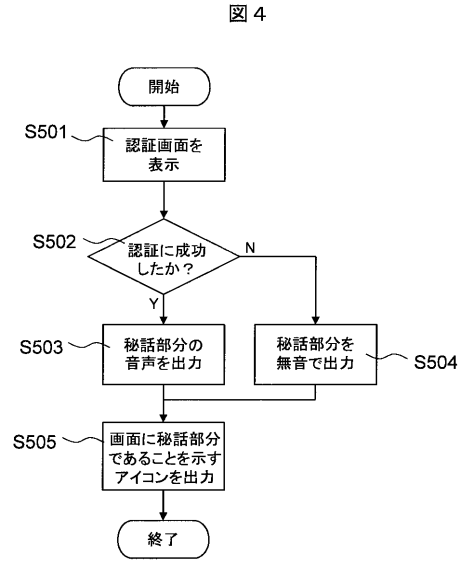 図４
開始
S501
認証画面を
表示
S502
認証に成功
したか？
N
Y
S503
秘話部分の
音声を出力
秘話部分を
無音で出力
S504
S505
画面に秘話部分
であることを示す
アイコンを出力
終了